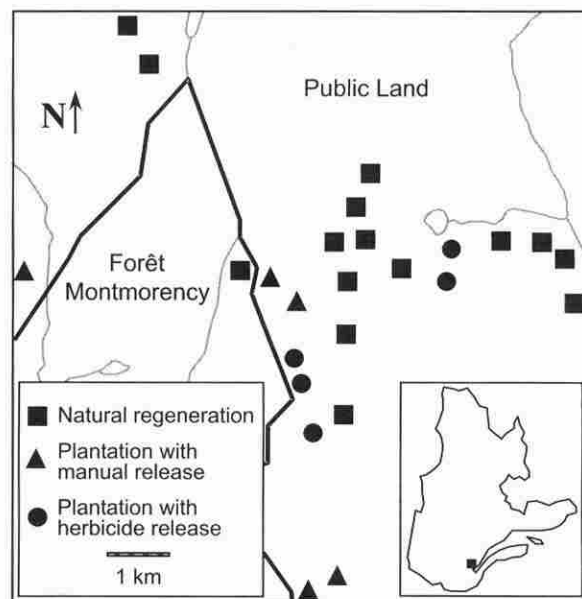 Public Land
N
Forêt
Montmorency
Natural regeneration
Plantation with
manual release
Plantation with
herbicide release
1 km